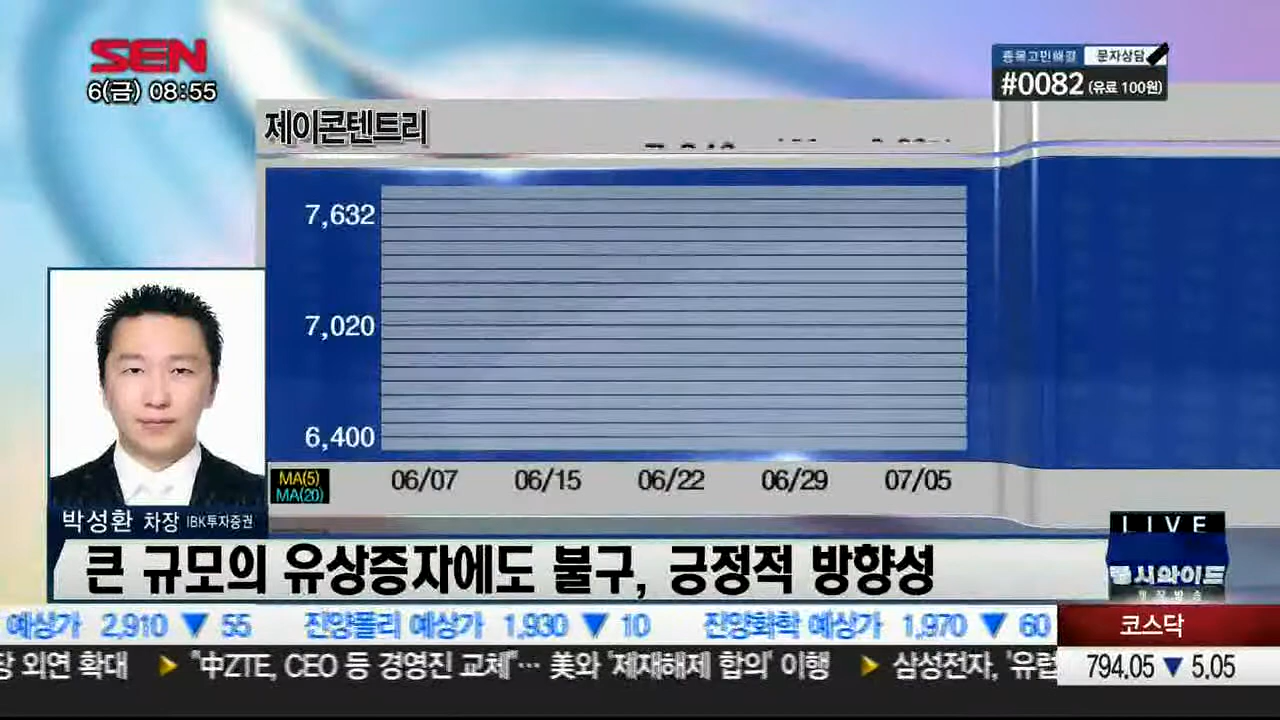 SEN
6(금) 08:55
종목고민해결 문자상담
#0082 (유료 100원)
제이콘텐트리
7,632
7,020
6,400
MA(5)
MA(20)
06/07 06/15 06/22 06/29 07/05
박성환 차장 IBK투자증권
LIVE
큰 규모의 유상증자에도 불구, 긍정적 방향성
시와이드
예상가 2,910 ▼ 55 진양폴리 예상가 1,930 ▼ 10 진양화학 예상가 1,970 ▼ 60
코스닥
장 외연 확대 ▶ "中ZTE, CEO 등 경영진 교체"… 美와 '제재해제 합의' 이행 ▶ 삼성전자, '유럽
794.05 ▼ 5.05